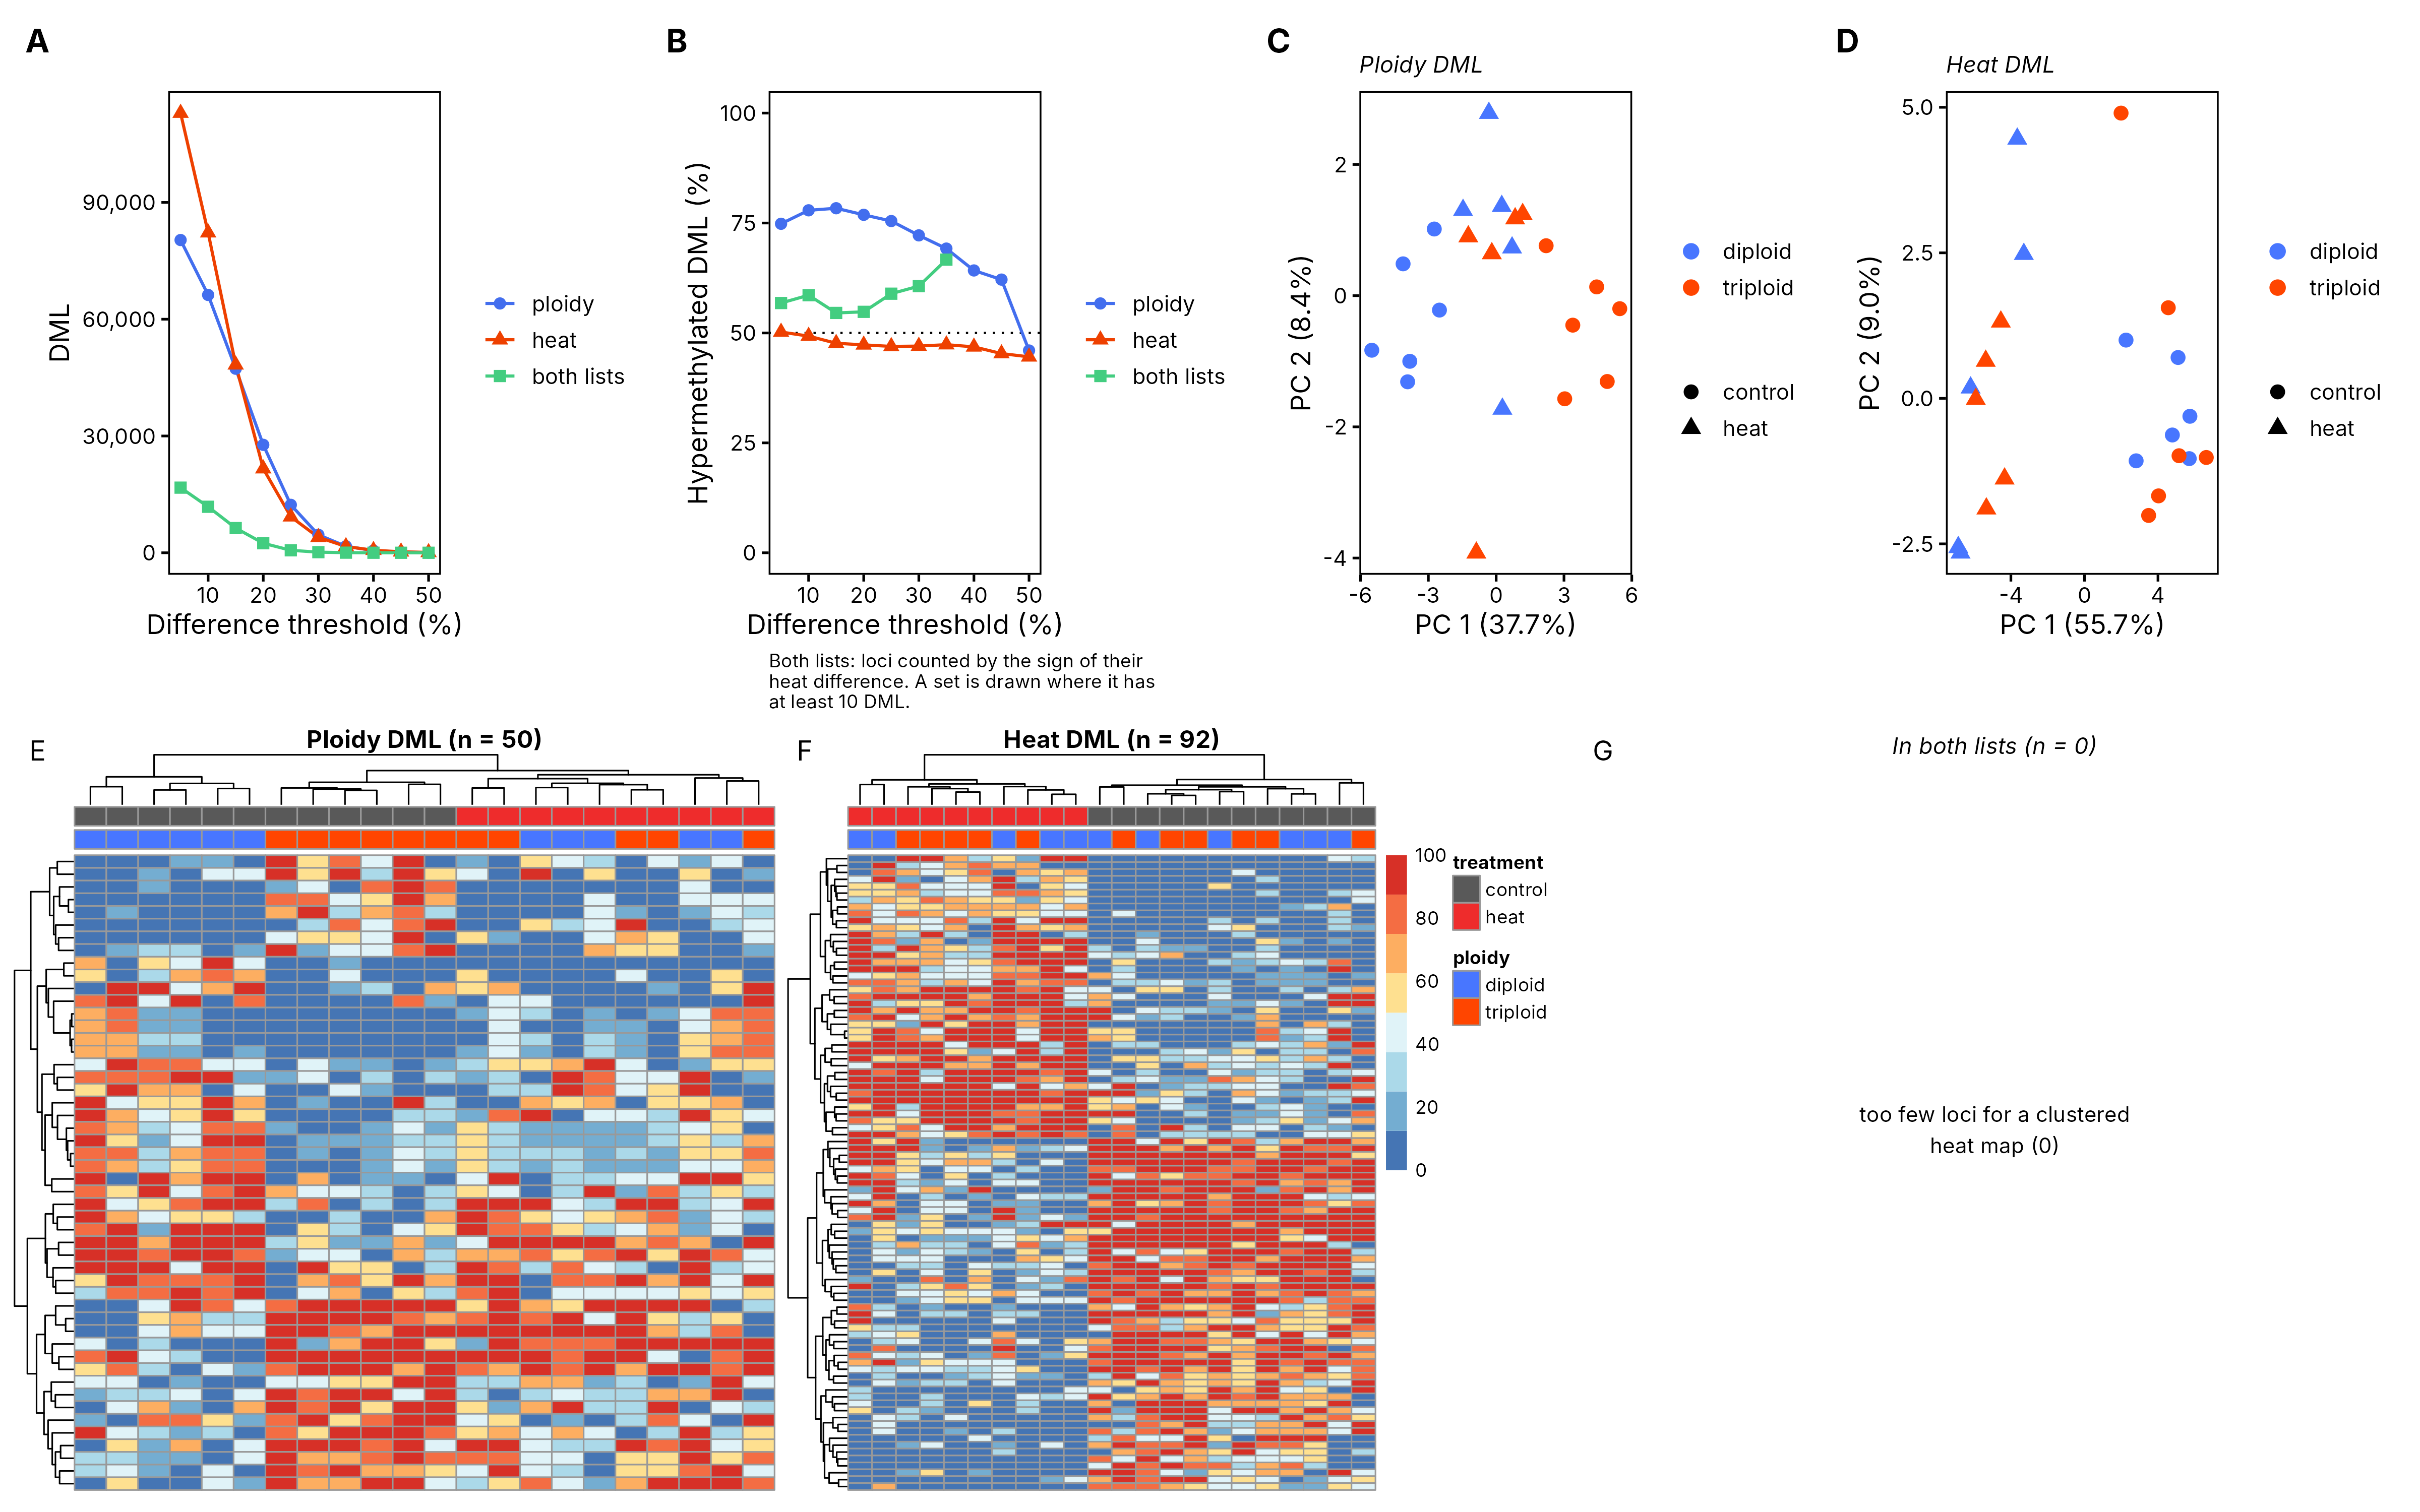 A
B
C
D
Ploidy DML
Heat DML
DML
90,000
60,000
30,000
0
10 20 30 40 50
Difference threshold (%)
ploidy
heat
both lists
Hypermethylated DML (%)
100
75
50
25
0
10 20 30 40 50
Difference threshold (%)
ploidy
heat
both lists
Both lists: loci counted by the sign of their
heat difference. A set is drawn where it has
at least 10 DML.
PC 2 (8.4%)
2
0
-2
-4
-6 -3 0 3 6
PC 1 (37.7%)
diploid
triploid
control
heat
PC 2 (9.0%)
5.0
2.5
0.0
-2.5
-4 0 4
PC 1 (55.7%)
diploid
triploid
control
heat
E
Ploidy DML (n = 50)
F
Heat DML (n = 92)
100
80
60
40
20
0
treatment
control
heat
ploidy
diploid
triploid
G
In both lists (n = 0)
too few loci for a clustered
heat map (0)